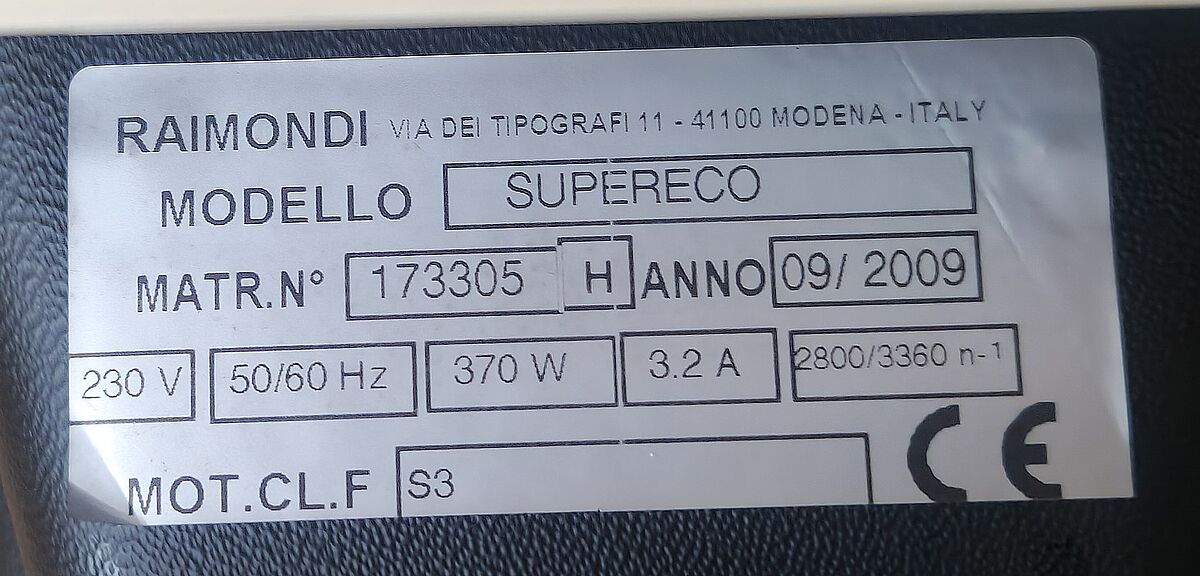 RAIMONDI VIA DEI TIPOGRAFI 11 - 41100 MODENA - ITALY
MODELLO SUPERECO
MATR.N° 173305 H ANNO 09/ 2009
230 V 50/60 Hz 370 W 3.2 A 2800/3360 n-¹
MOT.CL.F S3 CE